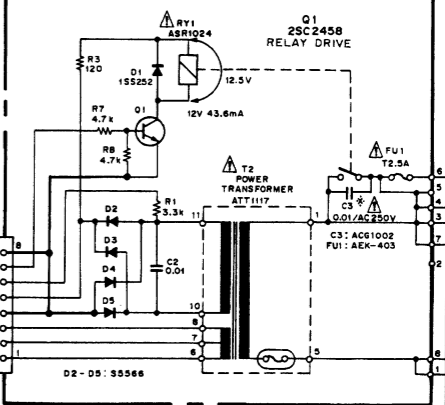 RY1
ASR1024
Q1
2SC2458
RELAY DRIVE
R3
120
D1
1SS252
12.5V
12V 43.6mA
R7
4.7k
Q1
R8
4.7k
FU1
T2.5A
T2
POWER
TRANSFORMER
ATT1117
R1
3.3k
C3 ※
0.01/AC250V
C3: ACG1002
FU1: AEK-403
D2
D3
D4
D5
C2
0.01
11
10
8
7
6
1
5
8
1
6
5
4
3
7
2
6
1
D2-D5: S5566